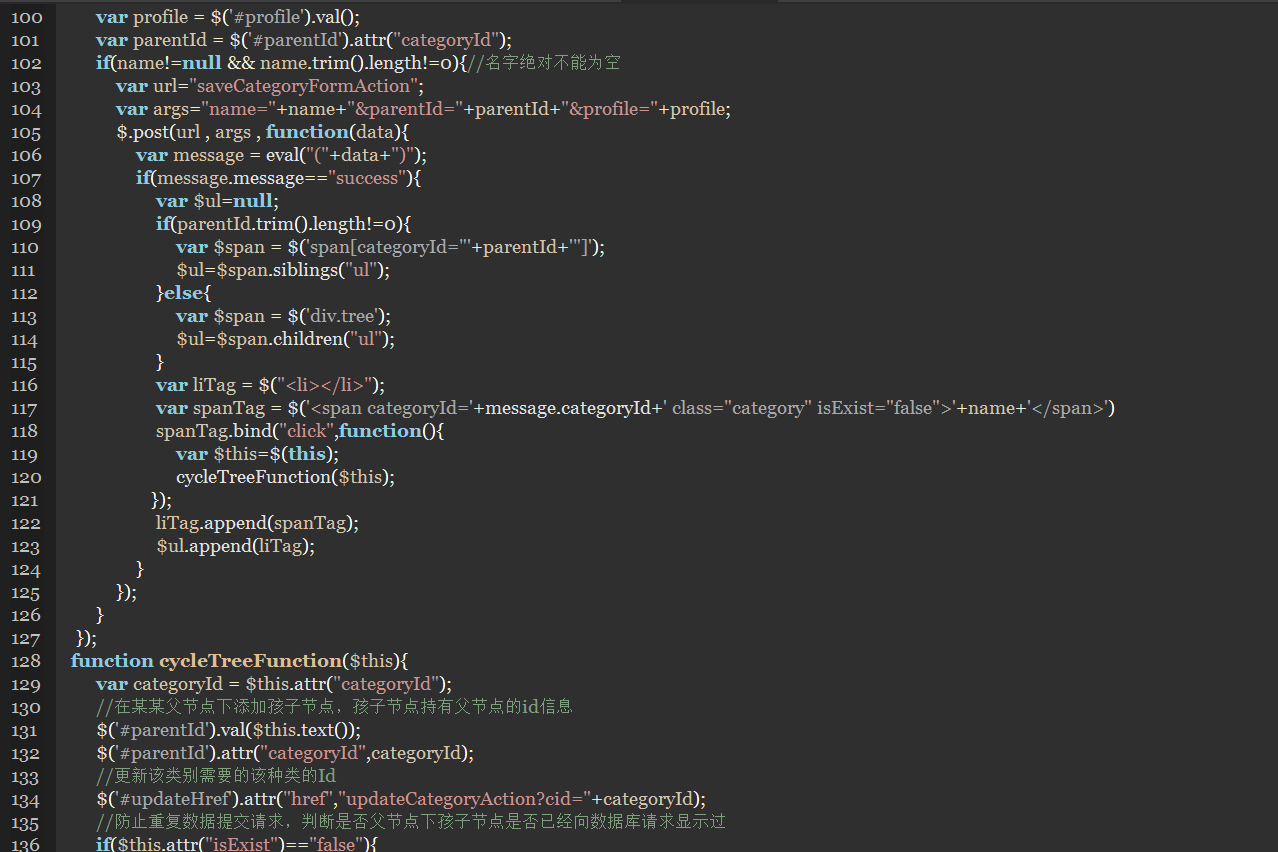 100 var profile = $('#profile').val();
101 var parentId = $('#parentId').attr("categoryId");
102 if(name!=null && name.trim().length!=0){//名字绝对不能为空
103 var url="saveCategoryFormAction";
104 var args="name="+name+"&parentId="+parentId+"&profile="+profile;
105 $.post(url , args , function(data){
106 var message = eval("("+data+")");
107 if(message.message=="success"){
108 var $ul=null;
109 if(parentId.trim().length!=0){
110 var $span = $('span[categoryId="'+parentId+'"]');
111 $ul=$span.siblings("ul");
112 }else{
113 var $span = $('div.tree');
114 $ul=$span.children("ul");
115 }
116 var liTag = $("<li></li>");
117 var spanTag = $('<span categoryId='+message.categoryId+' class="category" isExist="false">'+name+'</span>')
118 spanTag.bind("click",function(){
119 var $this=$(this);
120 cycleTreeFunction($this);
121 });
122 liTag.append(spanTag);
123 $ul.append(liTag);
124 }
125 });
126 }
127 });
128 function cycleTreeFunction($this){
129 var categoryId = $this.attr("categoryId");
130 //在某某父节点下添加孩子节点，孩子节点持有父节点的id信息
131 $('#parentId').val($this.text());
132 $('#parentId').attr("categoryId",categoryId);
133 //更新该类别需要的该种类的Id
134 $('#updateHref').attr("href","updateCategoryAction?cid="+categoryId);
135 //防止重复数据提交请求，判断是否父节点下孩子节点是否已经向数据库请求显示过
136 if($this.attr("isExist")=="false"){